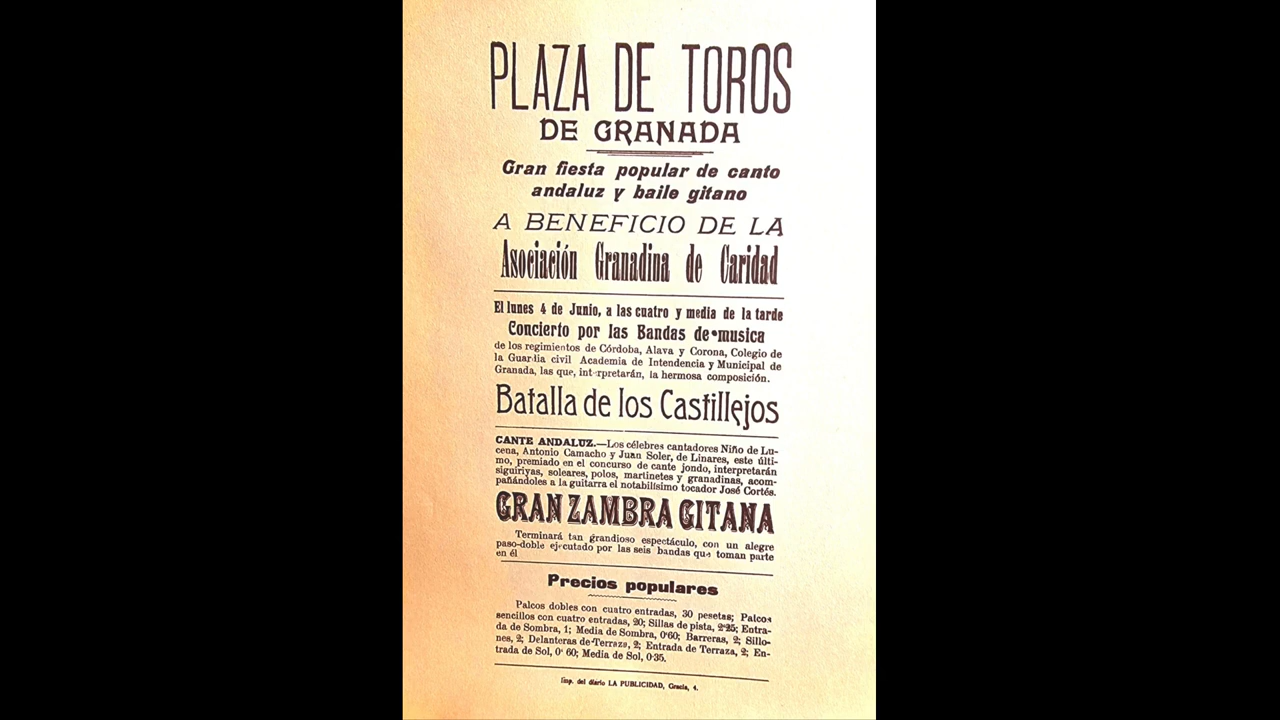 PLAZA DE TOROS
DE GRANADA
Gran fiesta popular de canto
andaluz y baile gitano
A BENEFICIO DE LA
Asociación Granadina de Caridad
El lunes 4 de Junio, a las cuatro y media de la tarde
Concierto por las Bandas de musica
de los regimientos de Córdoba, Alava y Corona, Colegio de
la Guardia civil Academia de Intendencia y Municipal de
Granada, las que, interpretarán, la hermosa composición.
Batalla de los Castillejos
CANTE ANDALUZ.—Los célebres cantadores Niño de Lu-
cena, Antonio Camacho y Juan Soler, de Linares, este últi-
mo, premiado en el concurso de cante jondo, interpretarán
siguiriyas, soleares, polos, martinetes y granadinas, acom-
pañándoles a la guitarra el notabilísimo tocador José Cortés.
GRAN ZAMBRA GITANA
Terminará tan grandioso espectáculo, con un alegre
paso-doble ejecutado por las seis bandas que toman parte
en él
Precios populares
Palcos dobles con cuatro entradas, 30 pesetas; Palcos
sencillos con cuatro entradas, 20; Sillas de pista, 2'25; Entra-
da de Sombra, 1; Media de Sombra, 0'60; Barreras, 2; Sillo-
nes, 2; Delanteras de Terraza, 2; Entrada de Terraza, 2; En-
trada de Sol, 0'60; Media de Sol, 0'35.
Imp. del diario LA PUBLICIDAD, Gracia, 4.